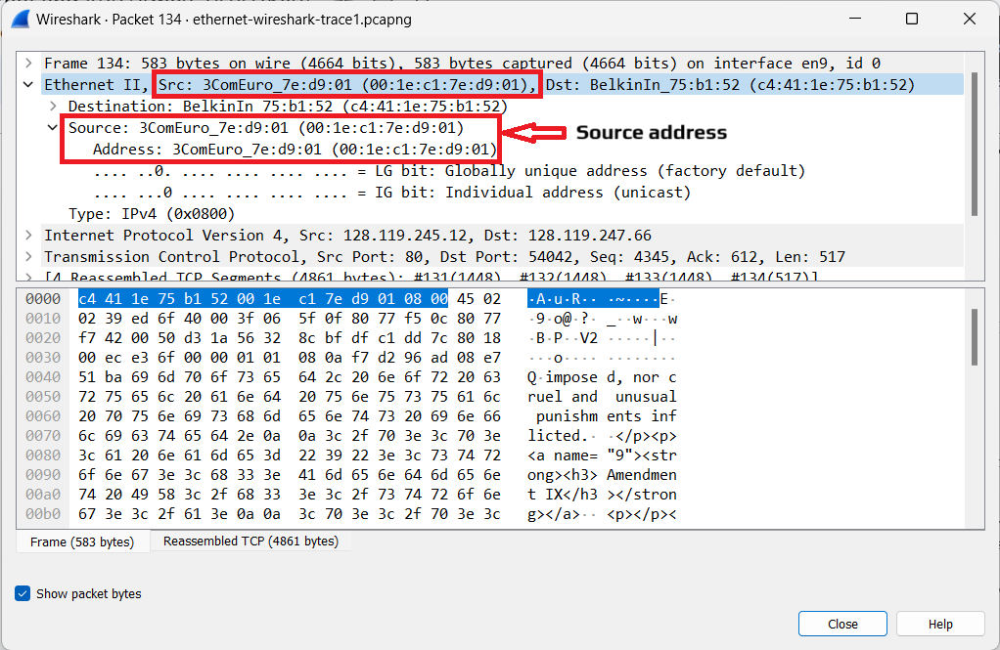 Wireshark · Packet 134 · ethernet-wireshark-trace1.pcapng
Frame 134: 583 bytes on wire (4664 bits), 583 bytes captured (4664 bits) on interface en9, id 0
Ethernet II, Src: 3ComEuro_7e:d9:01 (00:1e:c1:7e:d9:01), Dst: BelkinIn_75:b1:52 (c4:41:1e:75:b1:52)
Destination: BelkinIn_75:b1:52 (c4:41:1e:75:b1:52)
Source: 3ComEuro_7e:d9:01 (00:1e:c1:7e:d9:01)
Source address
Address: 3ComEuro_7e:d9:01 (00:1e:c1:7e:d9:01)
.... ..0. .... .... .... .... = LG bit: Globally unique address (factory default)
.... ...0 .... .... .... .... = IG bit: Individual address (unicast)
Type: IPv4 (0x0800)
Internet Protocol Version 4, Src: 128.119.245.12, Dst: 128.119.247.66
Transmission Control Protocol, Src Port: 80, Dst Port: 54042, Seq: 4345, Ack: 612, Len: 517
[4 Reassembled TCP Segments (4861 bytes): #131(1448), #132(1448), #133(1448), #134(517)]
0000 c4 41 1e 75 b1 52 00 1e c1 7e d9 01 08 00 45 02 ·A·u·R·· ·~····E·
0010 02 39 ed 6f 40 00 3f 06 5f 0f 80 77 f5 0c 80 77 ·9·o@·?· _··w···w
0020 f7 42 00 50 d3 1a 56 32 8c bf df c1 dd 7c 80 18 ·B·P··V2 ·····|··
0030 00 ec e3 6f 00 00 01 01 08 0a f7 d2 96 ad 08 e7 ···o···· ········
0040 51 ba 69 6d 70 6f 73 65 64 2c 20 6e 6f 72 20 63 Q·impose d, nor c
0050 72 75 65 6c 20 61 6e 64 20 75 6e 75 73 75 61 6c ruel and unusual
0060 20 70 75 6e 69 73 68 6d 65 6e 74 73 20 69 6e 66 punishm ents inf
0070 6c 69 63 74 65 64 2e 0a 0a 3c 2f 70 3e 3c 70 3e licted.· ·</p><p>
0080 3c 61 20 6e 61 6d 65 3d 22 39 22 3e 3c 73 74 72 <a name= "9"><str
0090 6f 6e 67 3e 3c 68 33 3e 41 6d 65 6e 64 6d 65 6e ong><h3> Amendmen
00a0 74 20 49 58 3c 2f 68 33 3e 3c 2f 73 74 72 6f 6e t IX</h3 ></stron
00b0 67 3e 3c 2f 61 3e 0a 0a 3c 70 3e 3c 2f 70 3e 3c g></a>·· <p></p><
Frame (583 bytes) Reassembled TCP (4861 bytes)
Show packet bytes
Close Help